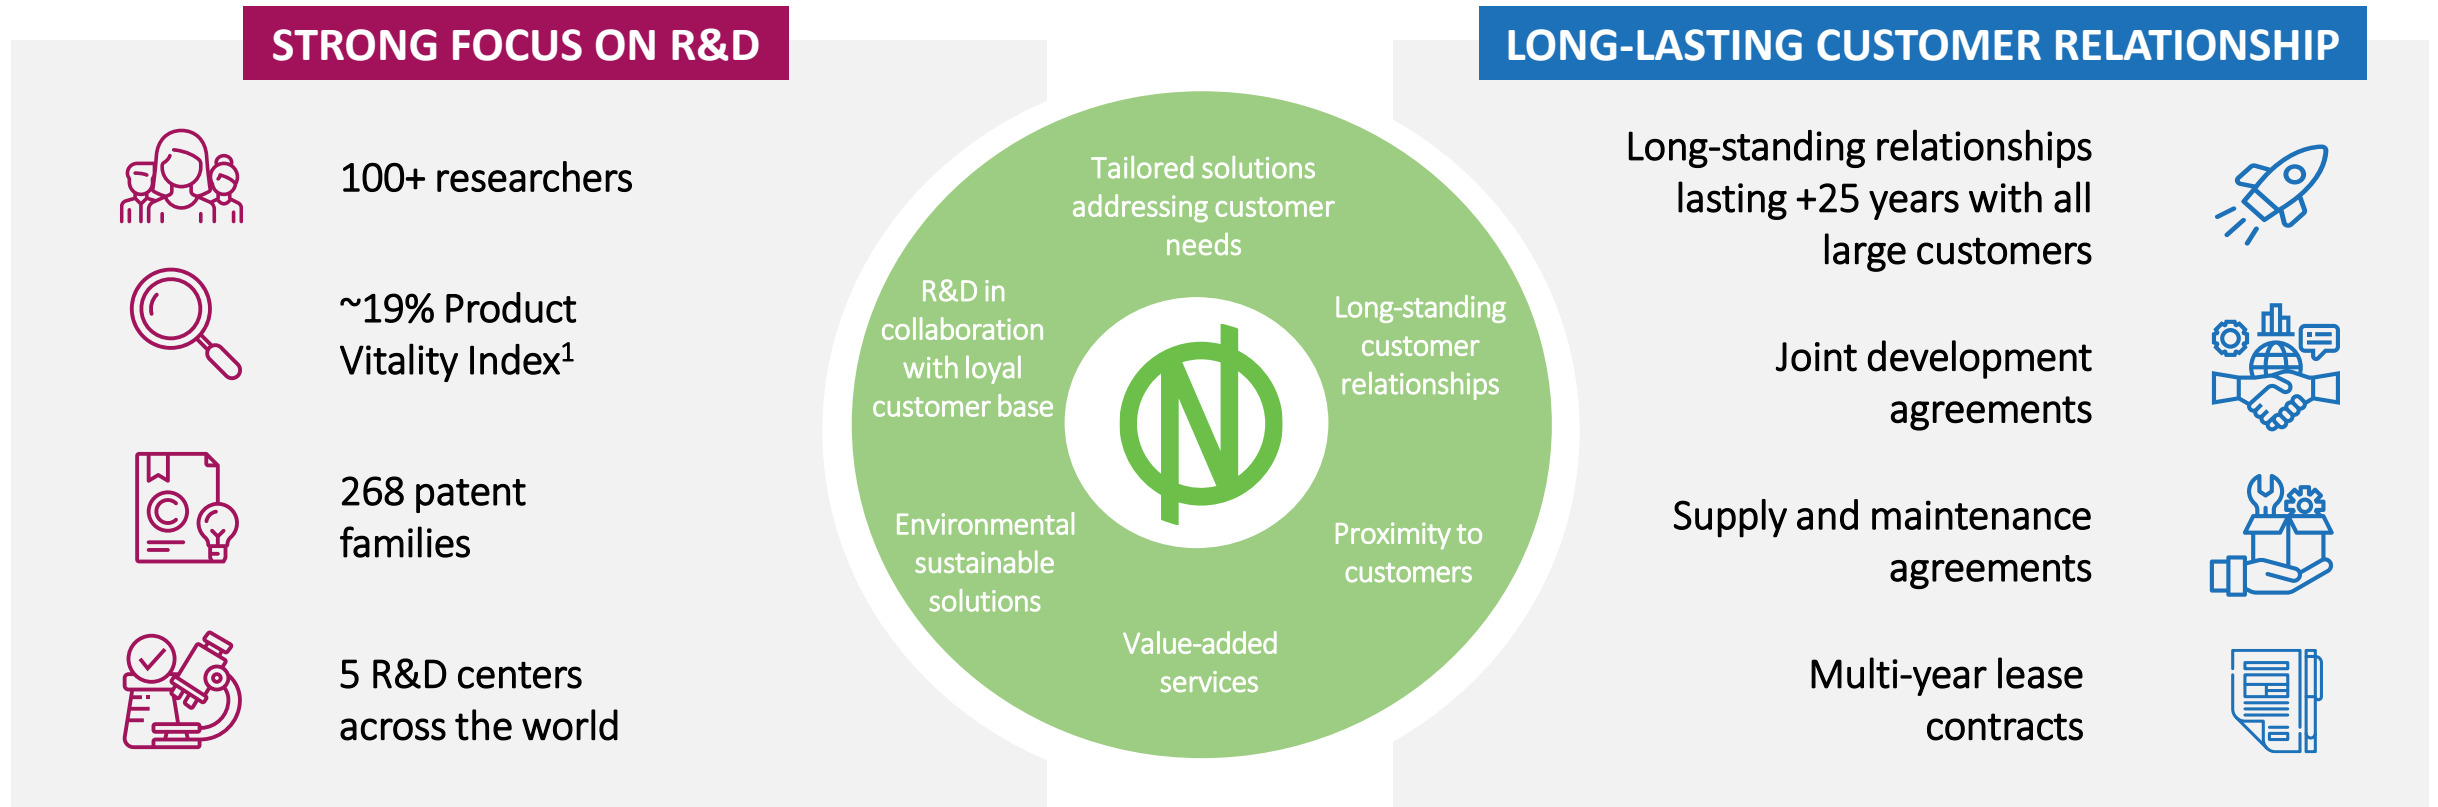 STRONG FOCUS ON R&D
100+ researchers
~19% Product
Vitality Index¹
268 patent
families
5 R&D centers
across the world
Tailored solutions
addressing customer
needs
R&D in
collaboration
with loyal
customer base
Long-standing
customer
relationships
Environmental
sustainable
solutions
Proximity to
customers
Value-added
services
LONG-LASTING CUSTOMER RELATIONSHIP
Long-standing relationships
lasting +25 years with all
large customers
Joint development
agreements
Supply and maintenance
agreements
Multi-year lease
contracts